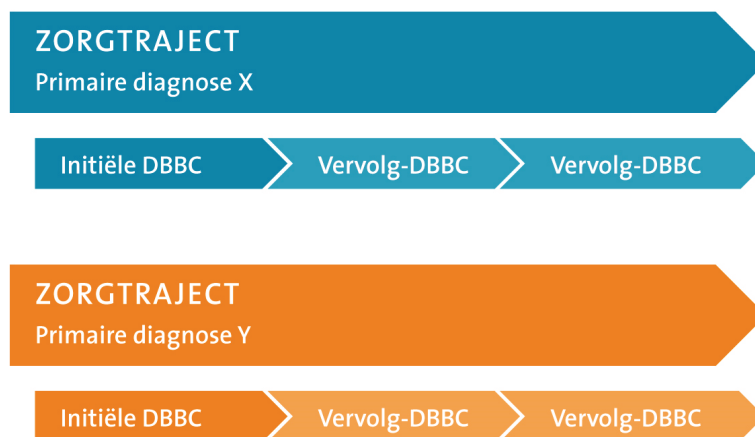 ZORGTRAJECT
Primaire diagnose X
Initiële DBBC Vervolg-DBBC Vervolg-DBBC
ZORGTRAJECT
Primaire diagnose Y
Initiële DBBC Vervolg-DBBC Vervolg-DBBC